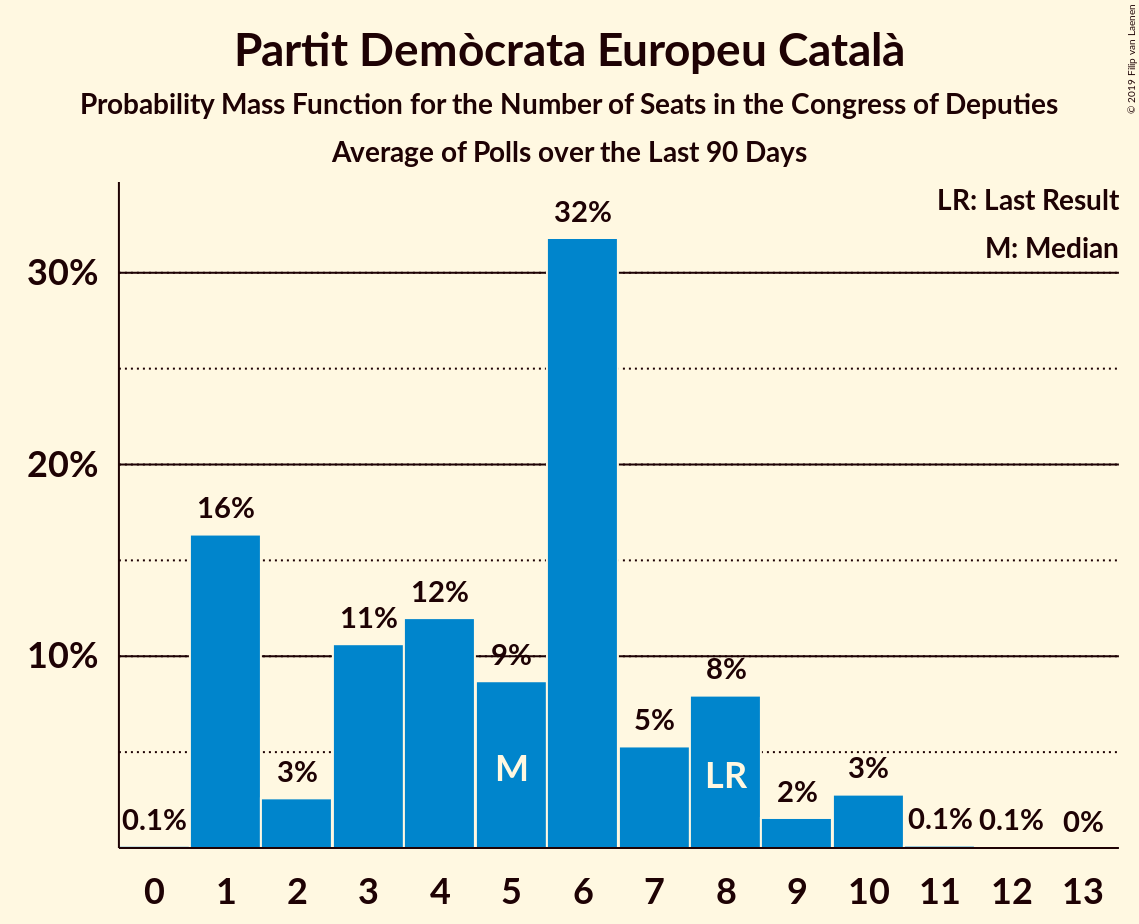 Partit Demòcrata Europeu Català
Probability Mass Function for the Number of Seats in the Congress of Deputies
Average of Polls over the Last 90 Days
© 2019 Filip van Laenen
LR: Last Result
M: Median
30%
20%
10%
0.1%
16%
3%
11%
12%
9%
32%
5%
8%
2%
3%
0.1%
0.1%
0%
M
LR
0 1 2 3 4 5 6 7 8 9 10 11 12 13